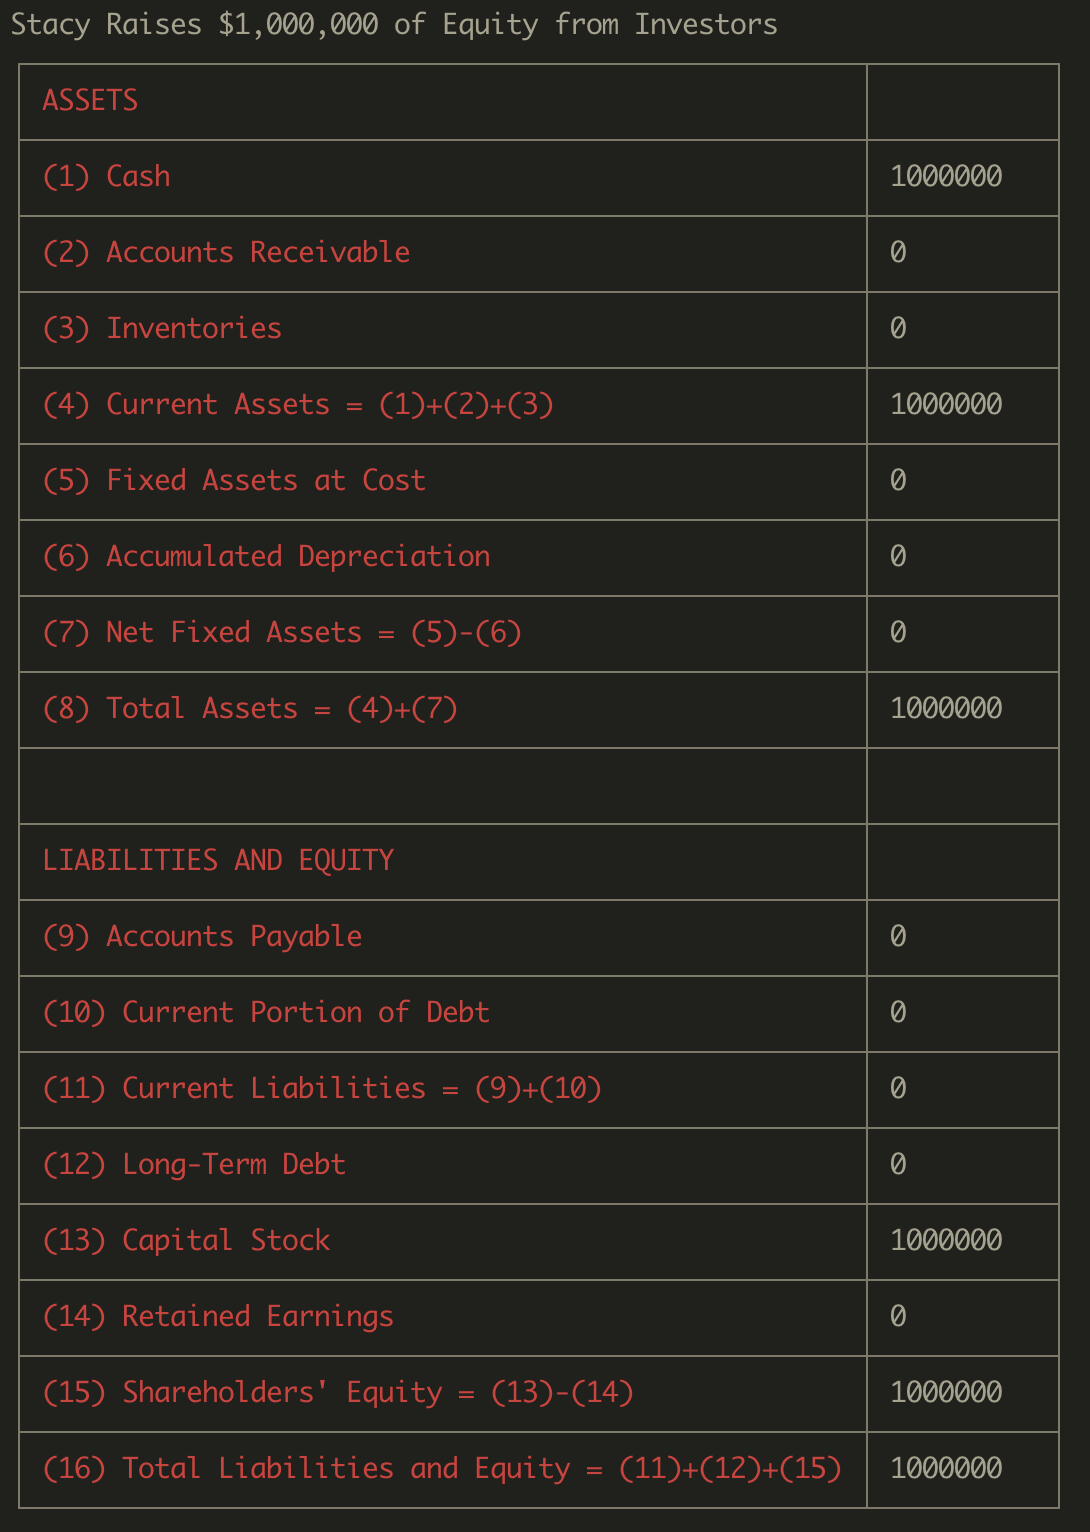 Stacy Raises $1,000,000 of Equity from Investors
ASSETS
(1) Cash 1000000
(2) Accounts Receivable 0
(3) Inventories 0
(4) Current Assets = (1)+(2)+(3) 1000000
(5) Fixed Assets at Cost 0
(6) Accumulated Depreciation 0
(7) Net Fixed Assets = (5)-(6) 0
(8) Total Assets = (4)+(7) 1000000
LIABILITIES AND EQUITY
(9) Accounts Payable 0
(10) Current Portion of Debt 0
(11) Current Liabilities = (9)+(10) 0
(12) Long-Term Debt 0
(13) Capital Stock 1000000
(14) Retained Earnings 0
(15) Shareholders' Equity = (13)-(14) 1000000
(16) Total Liabilities and Equity = (11)+(12)+(15) 1000000